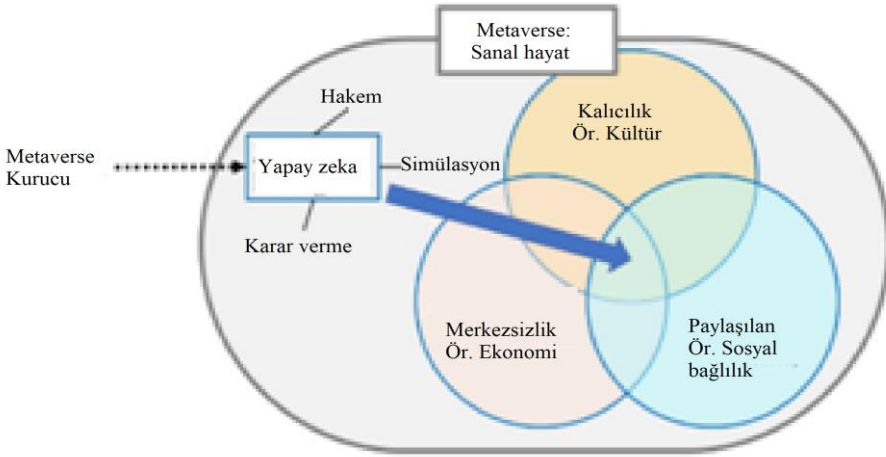 Metaverse:
Sanal hayat
Hakem
Kalıcılık
Ör. Kültür
Metaverse
Kurucu
Yapay zeka
Simülasyon
Karar verme
Merkezsizlik
Ör. Ekonomi
Paylaşılan
Ör. Sosyal
bağlılık